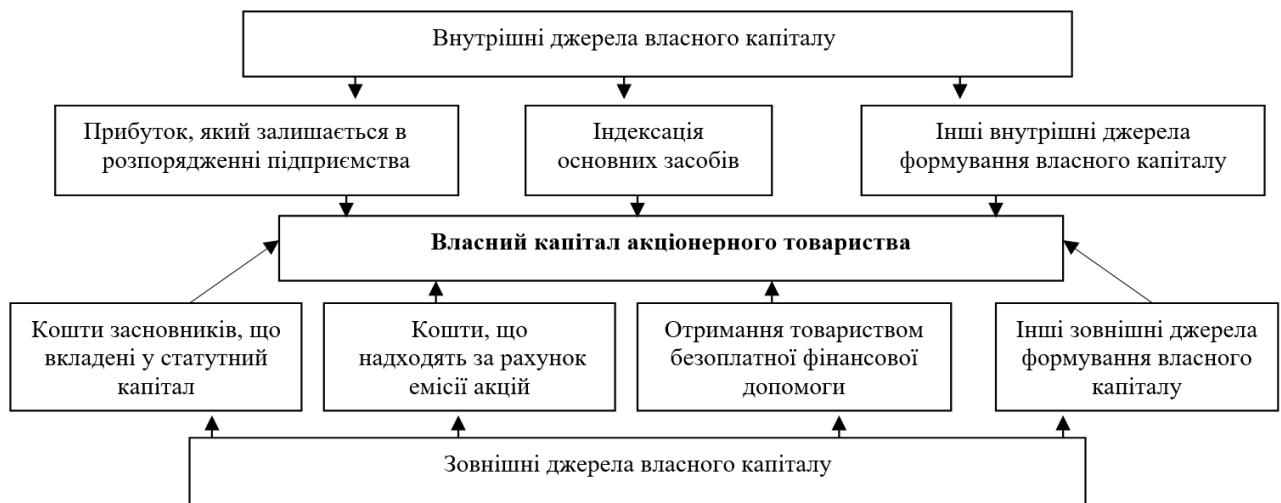 Внутрішні джерела власного капіталу
Прибуток, який залишається в
розпорядженні підприємства
Індексація
основних засобів
Інші внутрішні джерела
формування власного капіталу
Власний капітал акціонерного товариства
Кошти засновників, що
вкладені у статутний
капітал
Кошти, що
надходять за рахунок
емісії акцій
Отримання товариством
безоплатної фінансової
допомоги
Інші зовнішні джерела
формування власного
капіталу
Зовнішні джерела власного капіталу